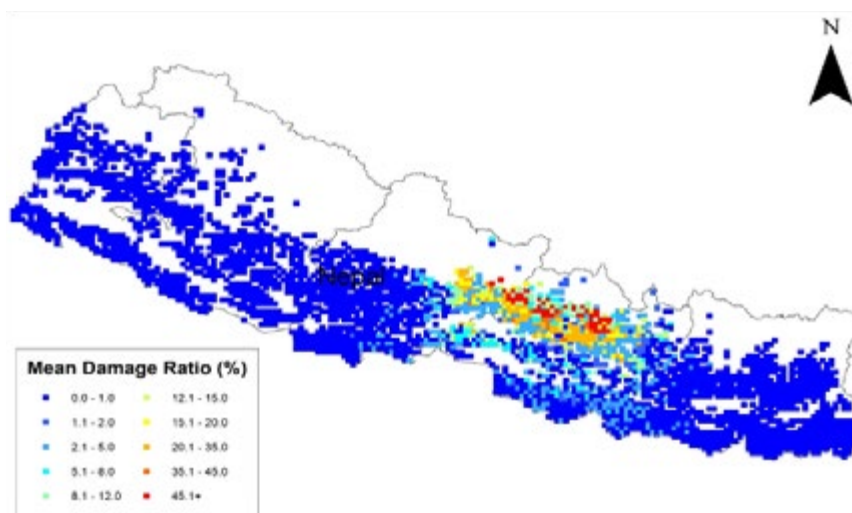 N
Nepal
Mean Damage Ratio (%)
0.0 - 1.0 12.1 - 15.0
1.1 - 2.0 15.1 - 20.0
2.1 - 5.0 20.1 - 35.0
5.1 - 8.0 35.1 - 45.0
8.1 - 12.0 45.1+